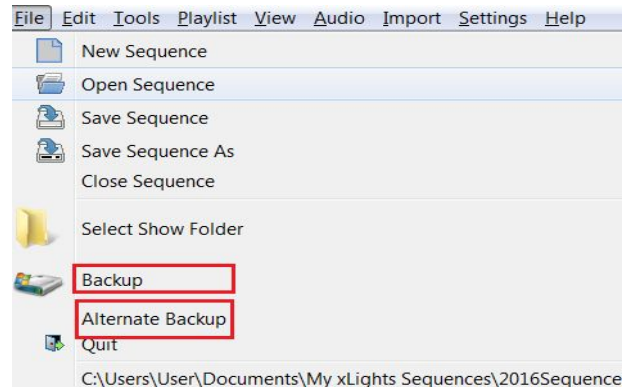 File Edit Tools Playlist View Audio Import Settings Help
New Sequence
Open Sequence
Save Sequence
Save Sequence As
Close Sequence
Select Show Folder
Backup
Alternate Backup
Quit
C:\Users\User\Documents\My xLights Sequences\2016Sequence